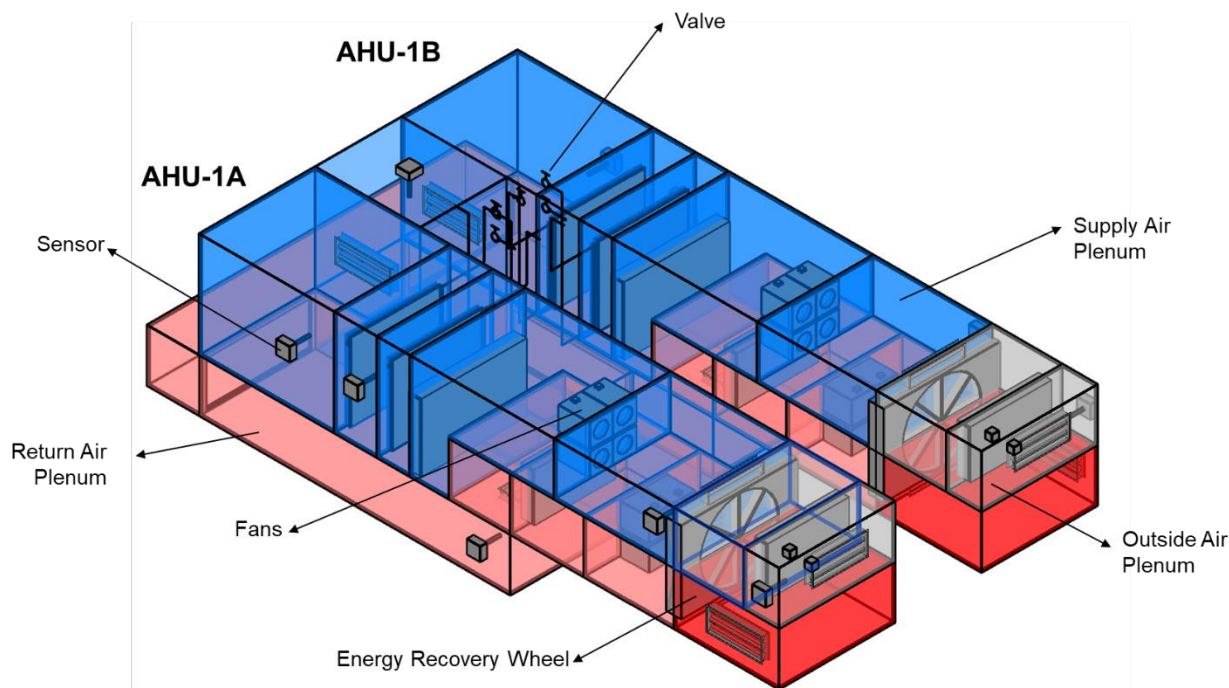 Valve
AHU-1B
AHU-1A
Sensor
Supply Air
Plenum
Return Air
Plenum
Fans
Outside Air
Plenum
Energy Recovery Wheel